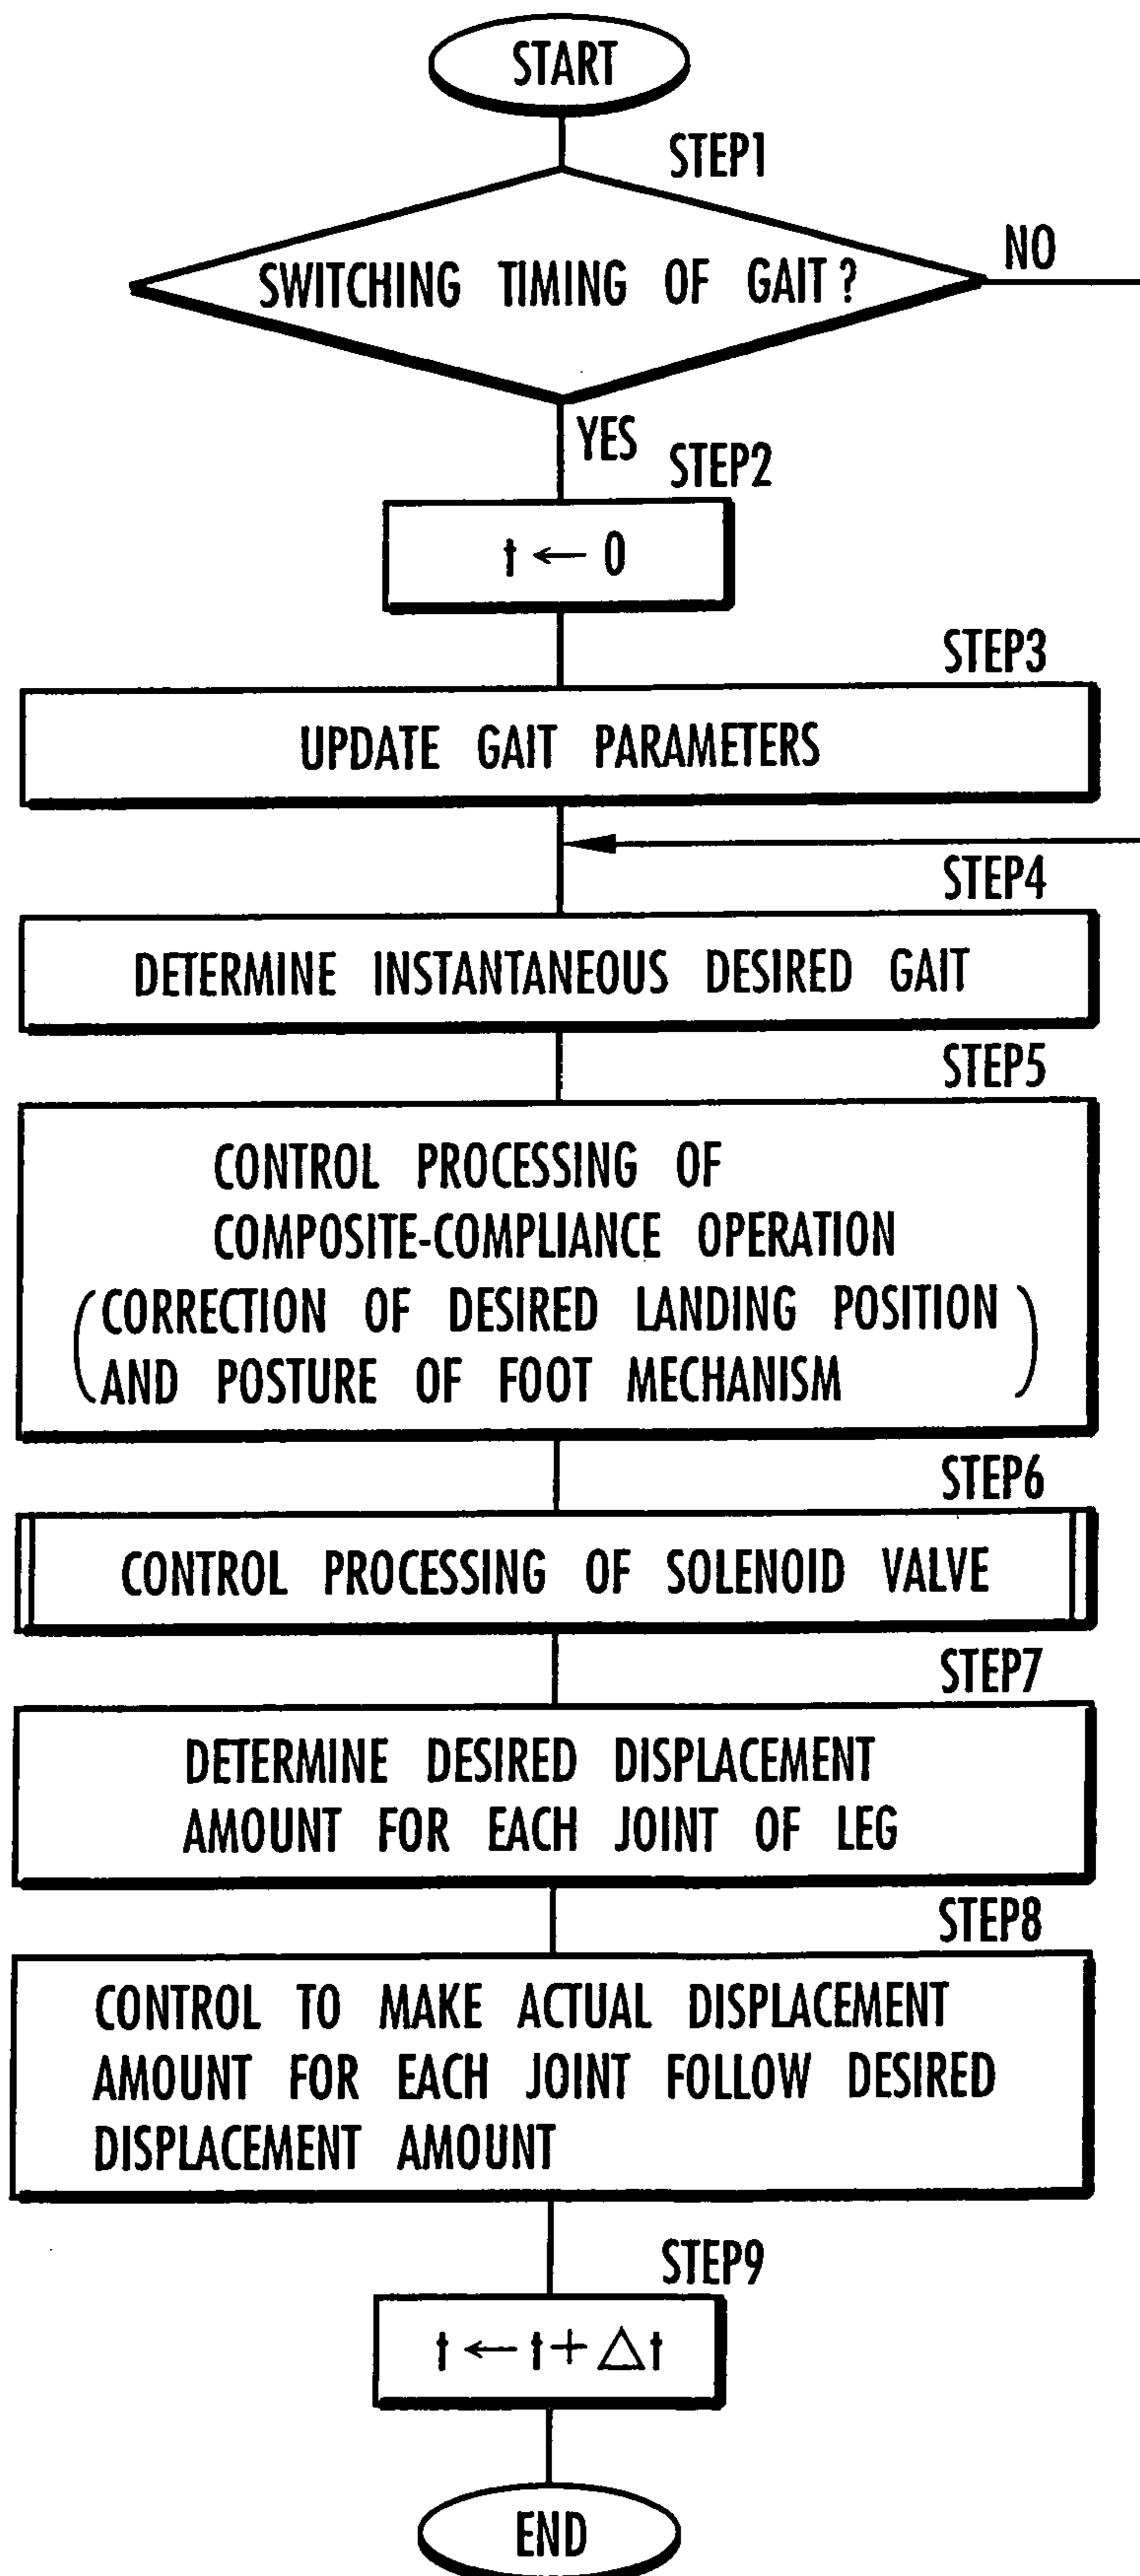 START
STEP1
SWITCHING TIMING OF GAIT?
NO
YES
STEP2
t ← 0
STEP3
UPDATE GAIT PARAMETERS
STEP4
DETERMINE INSTANTANEOUS DESIRED GAIT
STEP5
CONTROL PROCESSING OF
COMPOSITE-COMPLIANCE OPERATION
(CORRECTION OF DESIRED LANDING POSITION
AND POSTURE OF FOOT MECHANISM)
STEP6
CONTROL PROCESSING OF SOLENOID VALVE
STEP7
DETERMINE DESIRED DISPLACEMENT
AMOUNT FOR EACH JOINT OF LEG
STEP8
CONTROL TO MAKE ACTUAL DISPLACEMENT
AMOUNT FOR EACH JOINT FOLLOW DESIRED
DISPLACEMENT AMOUNT
STEP9
t ← t + △t
END